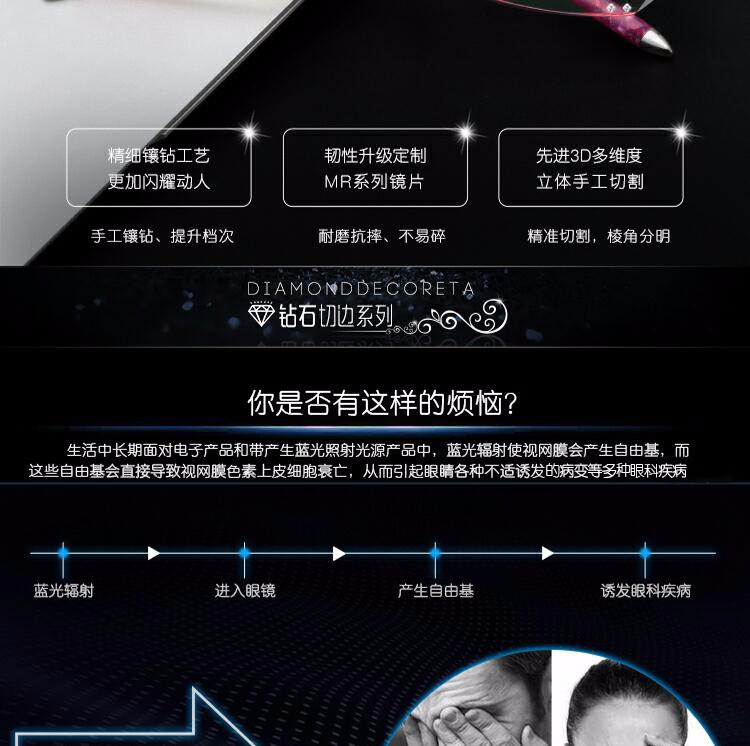 精细镶钻工艺
更加闪耀动人
韧性升级定制
MR系列镜片
先进3D多维度
立体手工切割
手工镶钻、提升档次
耐磨抗摔、不易碎
精准切割，棱角分明
DIAMONDDECORETA
钻石切边系列
你是否有这样的烦恼？
生活中长期面对电子产品和带产生蓝光照射光源产品中，蓝光辐射使视网膜会产生自由基，而
这些自由基会直接导致视网膜色素上皮细胞衰亡，从而引起眼睛各种不适诱发的病变等多种眼科疾病
蓝光辐射
进入眼镜
产生自由基
诱发眼科疾病